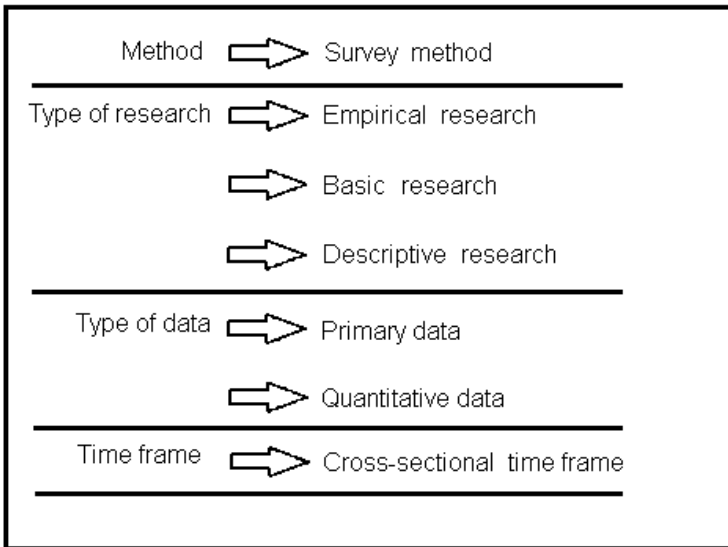 Method Survey method
Type of research Empirical research
Basic research
Descriptive research
Type of data Primary data
Quantitative data
Time frame Cross-sectional time frame